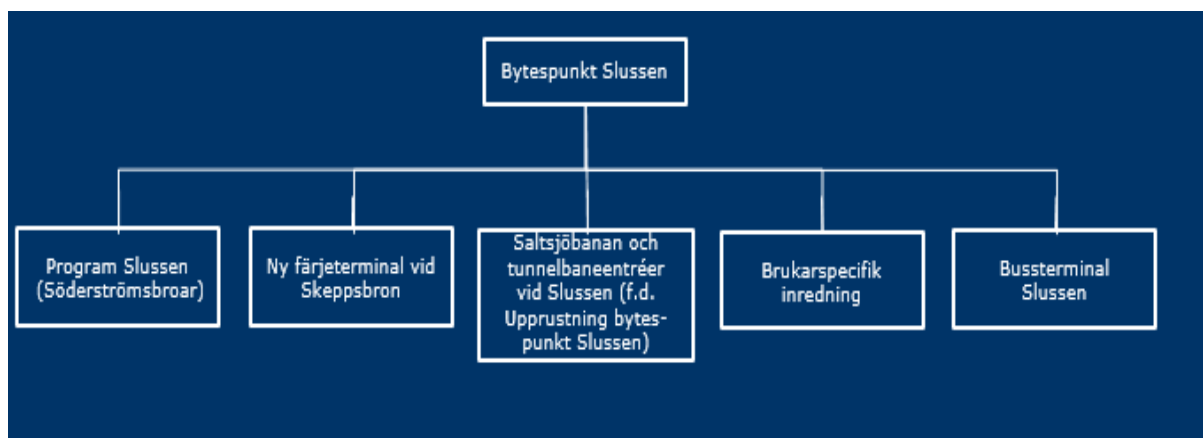 Bytespunkt Slussen
Program Slussen
(Söderströmsbroar)
Ny färjeterminal vid
Skeppsbron
Saltsjöbanan och
tunnelbaneentréer
vid Slussen (f.d.
Upprustning bytes-
punkt Slussen)
Brukarspecifik
inredning
Bussterminal
Slussen